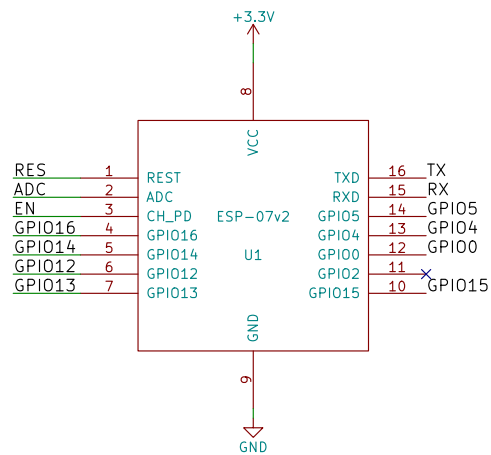 +3.3V
8
VCC
RES 1 REST TXD 16 TX
ADC 2 ADC RXD 15 RX
EN 3 CH_PD ESP-07v2 GPIO5 14 GPIO5
GPIO16 4 GPIO16 GPIO4 13 GPIO4
GPIO14 5 GPIO14 U1 GPIO0 12 GPIO0
GPIO12 6 GPIO12 GPIO2 11
GPIO13 7 GPIO13 GPIO15 10 GPIO15
GND
9
GND